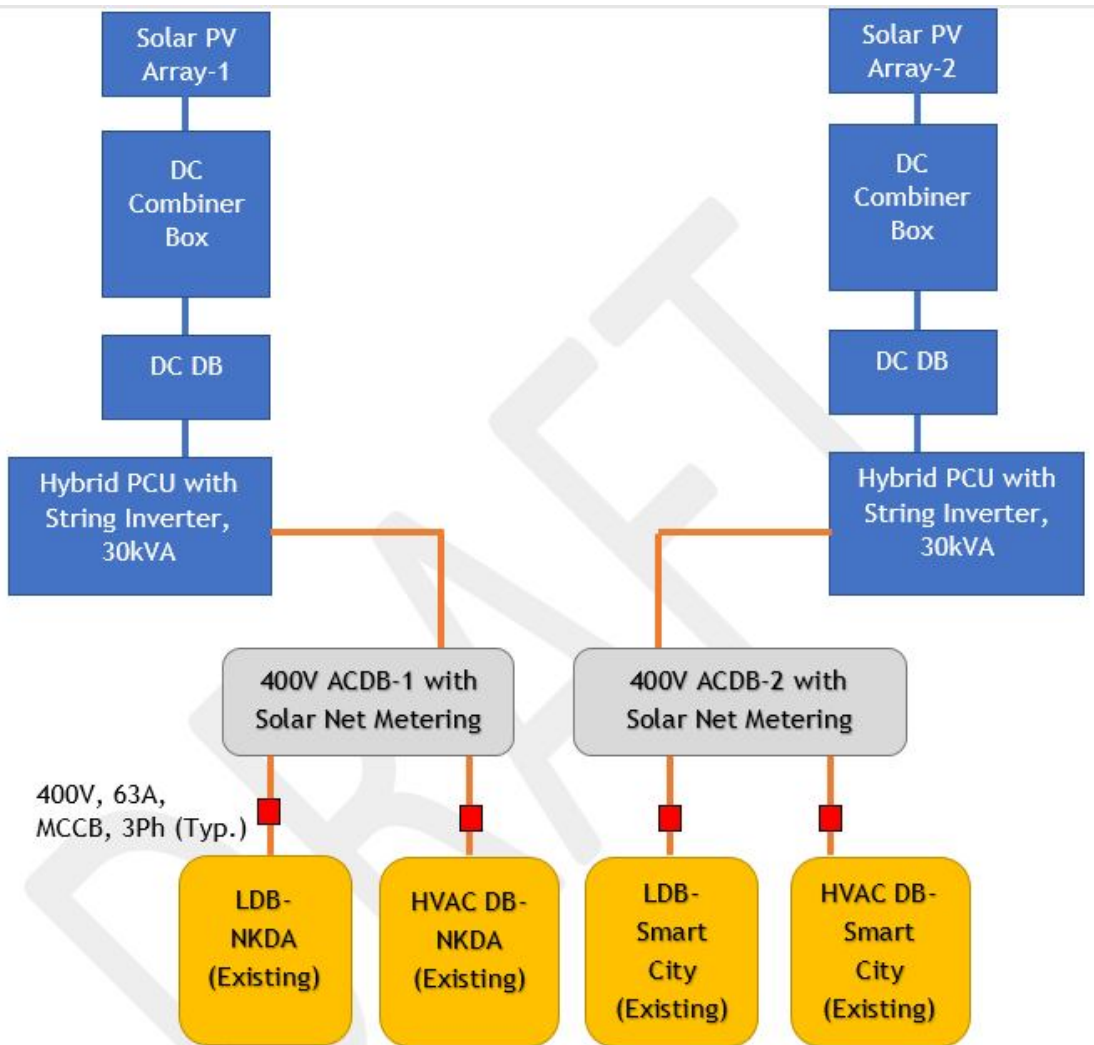 Solar PV
Array-1
Solar PV
Array-2
DC
Combiner
Box
DC
Combiner
Box
DC DB
DC DB
Hybrid PCU with
String Inverter,
30kVA
Hybrid PCU with
String Inverter,
30kVA
400V ACDB-1 with
Solar Net Metering
400V ACDB-2 with
Solar Net Metering
400V, 63A,
MCCB, 3Ph (Typ.)
LDB-
NKDA
(Existing)
HVAC DB-
NKDA
(Existing)
LDB-
Smart
City
(Existing)
HVAC DB-
Smart
City
(Existing)
DRAFT